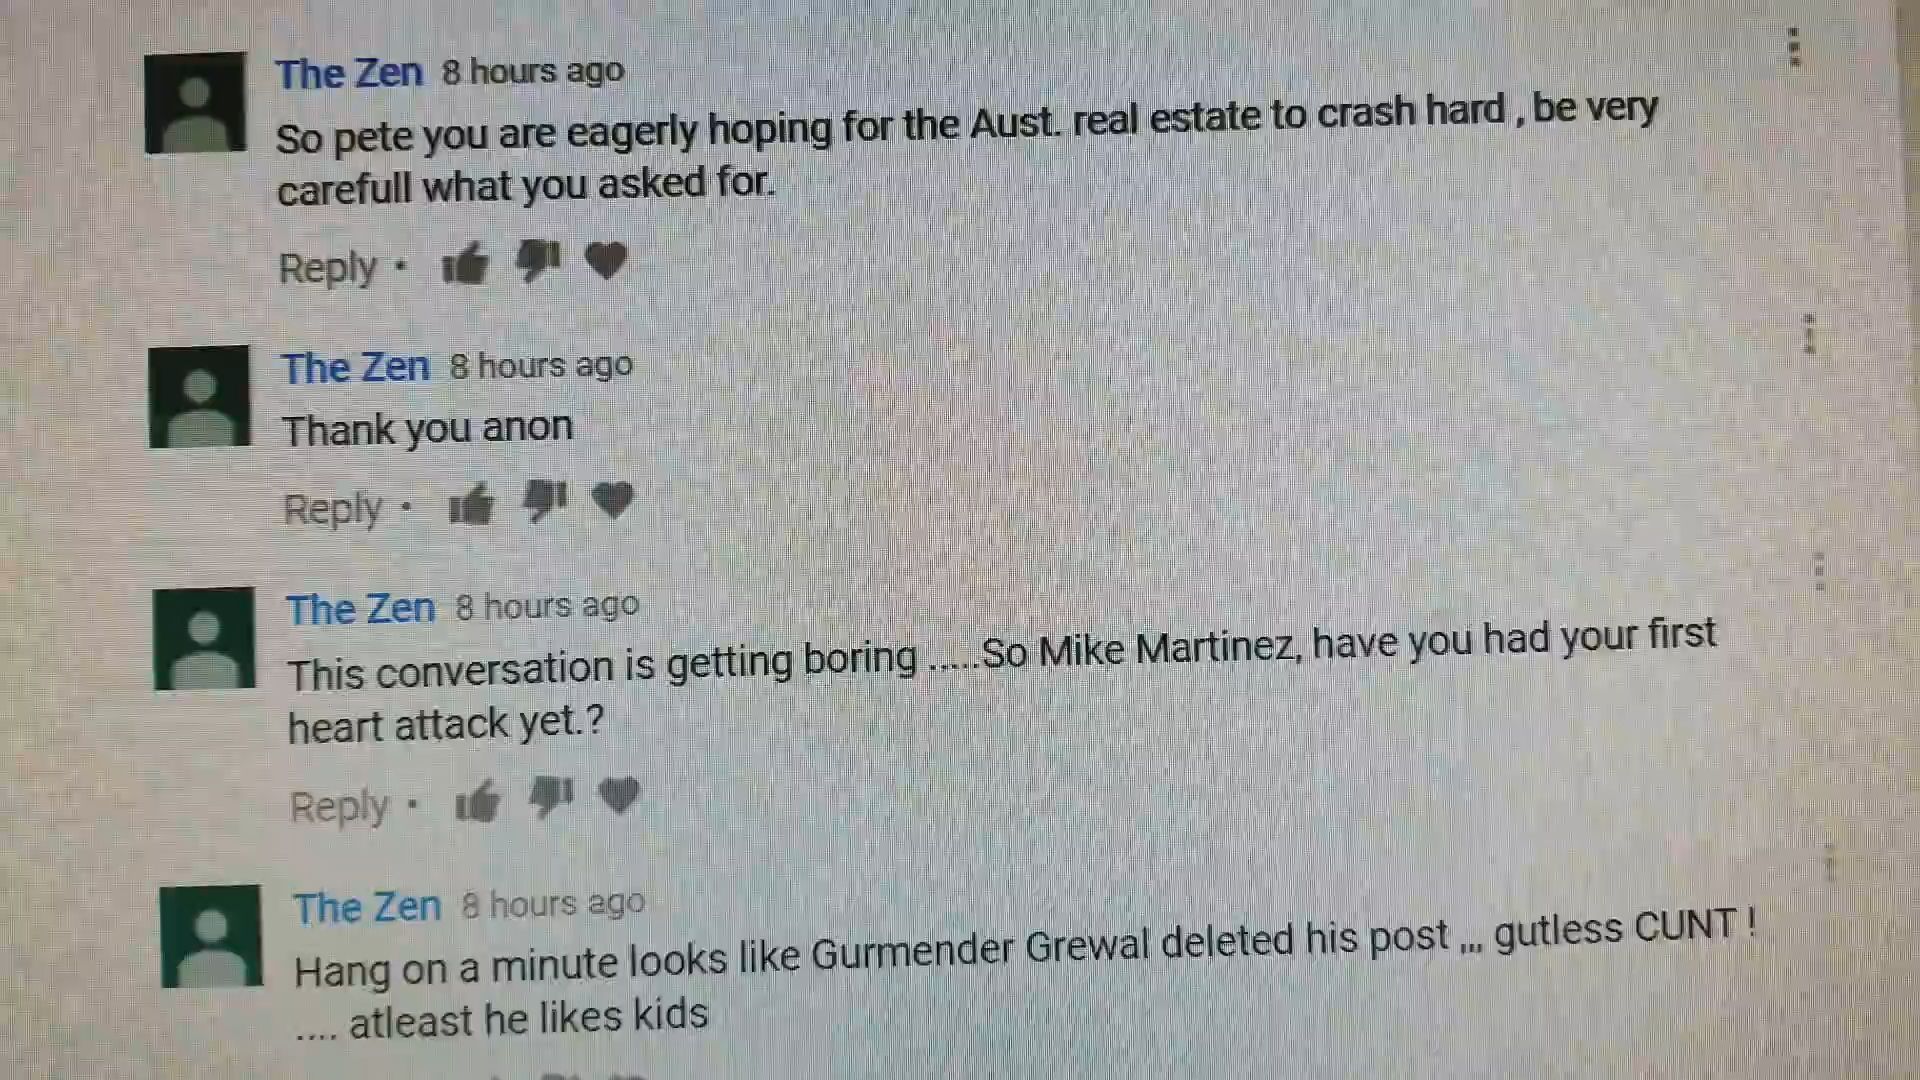 The Zen 8 hours ago
So pete you are eagerly hoping for the Aust. real estate to crash hard , be very
carefull what you asked for.
Reply •
The Zen 8 hours ago
Thank you anon
Reply •
The Zen 8 hours ago
This conversation is getting boring .....So Mike Martinez, have you had your first
heart attack yet.?
Reply •
The Zen 8 hours ago
Hang on a minute looks like Gurmender Grewal deleted his post ,,, gutless CUNT !
.... atleast he likes kids